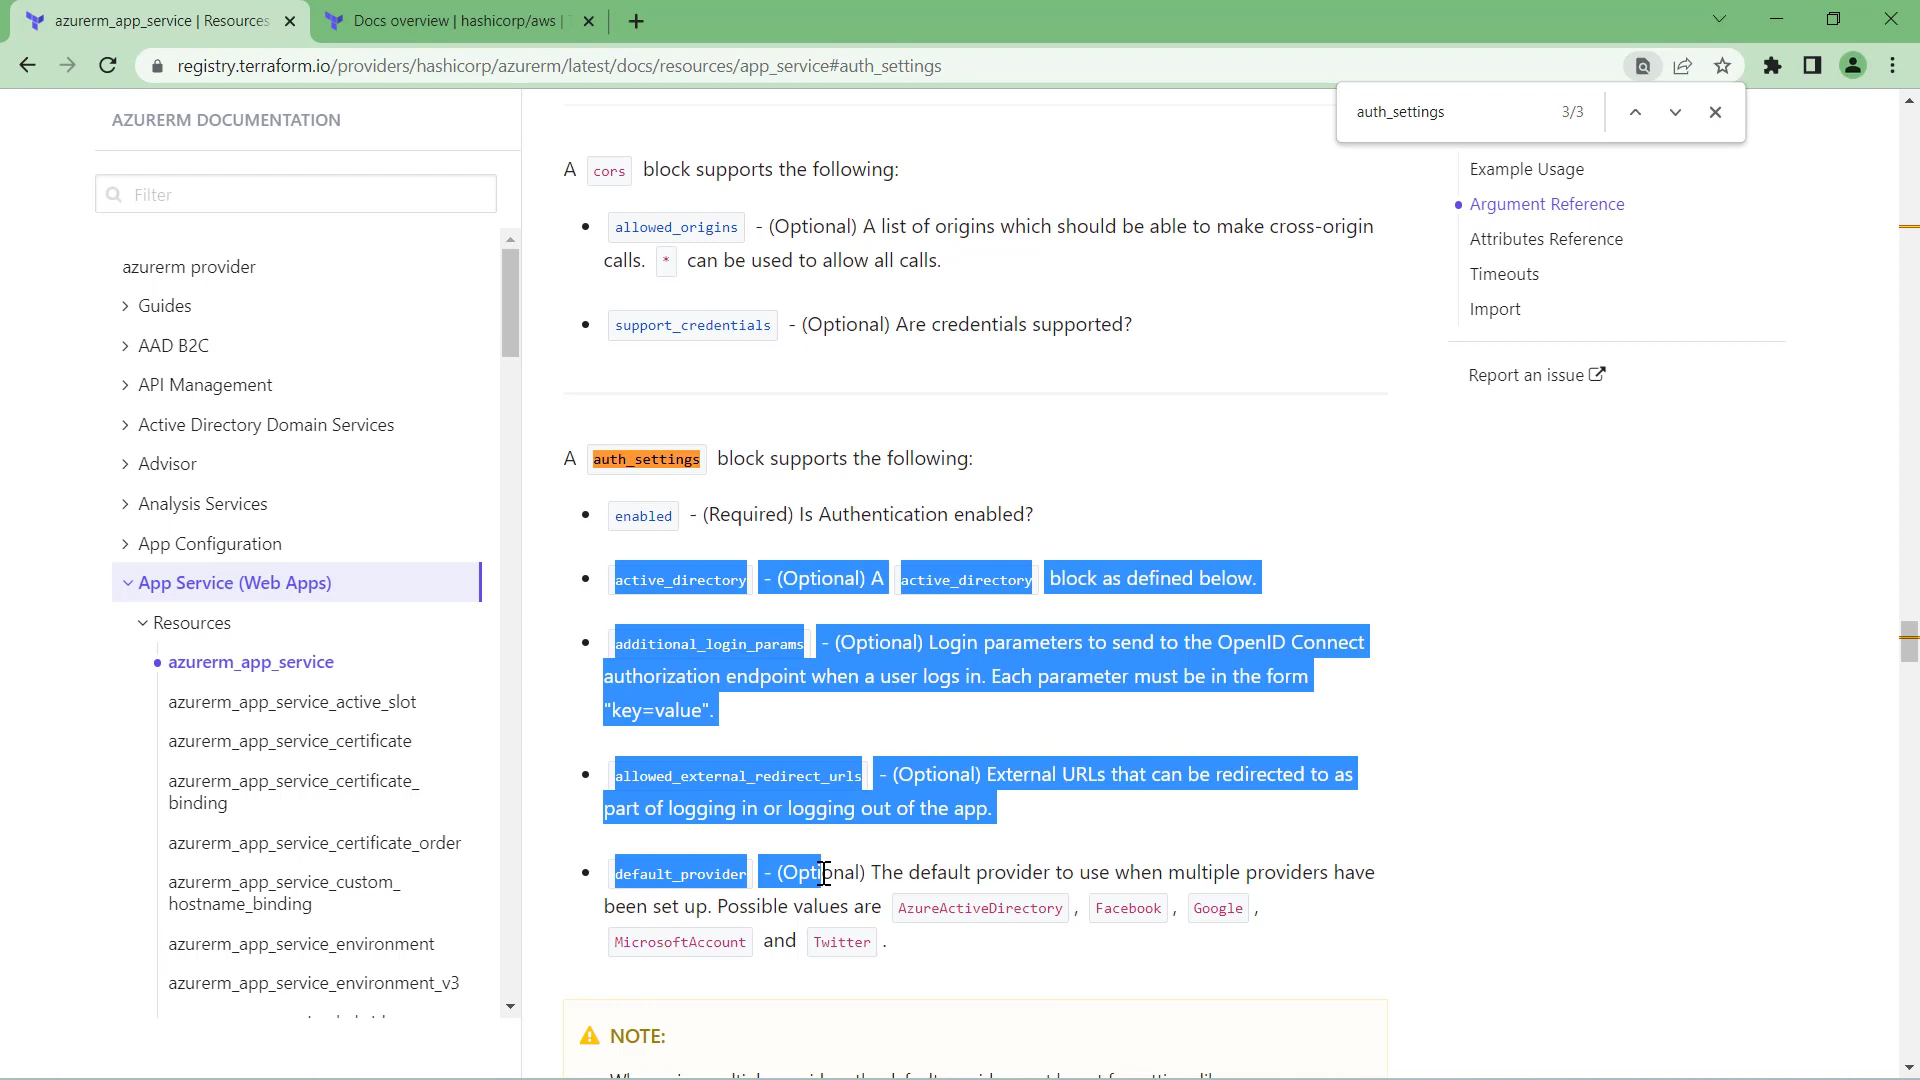 azurerm_app_service | Resources
Docs overview | hashicorp/aws |
registry.terraform.io/providers/hashicorp/azurerm/latest/docs/resources/app_service#auth_settings
auth_settings 3/3
AZURERM DOCUMENTATION
Filter
azurerm provider
Guides
AAD B2C
API Management
Active Directory Domain Services
Advisor
Analysis Services
App Configuration
App Service (Web Apps)
Resources
azurerm_app_service
azurerm_app_service_active_slot
azurerm_app_service_certificate
azurerm_app_service_certificate_
binding
azurerm_app_service_certificate_order
azurerm_app_service_custom_
hostname_binding
azurerm_app_service_environment
azurerm_app_service_environment_v3
A cors block supports the following:
allowed_origins - (Optional) A list of origins which should be able to make cross-origin
calls. * can be used to allow all calls.
support_credentials - (Optional) Are credentials supported?
A auth_settings block supports the following:
enabled - (Required) Is Authentication enabled?
active_directory - (Optional) A active_directory block as defined below.
additional_login_params - (Optional) Login parameters to send to the OpenID Connect
authorization endpoint when a user logs in. Each parameter must be in the form
"key=value".
allowed_external_redirect_urls - (Optional) External URLs that can be redirected to as
part of logging in or logging out of the app.
default_provider - (Optional) The default provider to use when multiple providers have
been set up. Possible values are AzureActiveDirectory , Facebook , Google ,
MicrosoftAccount and Twitter .
NOTE:
Example Usage
Argument Reference
Attributes Reference
Timeouts
Import
Report an issue